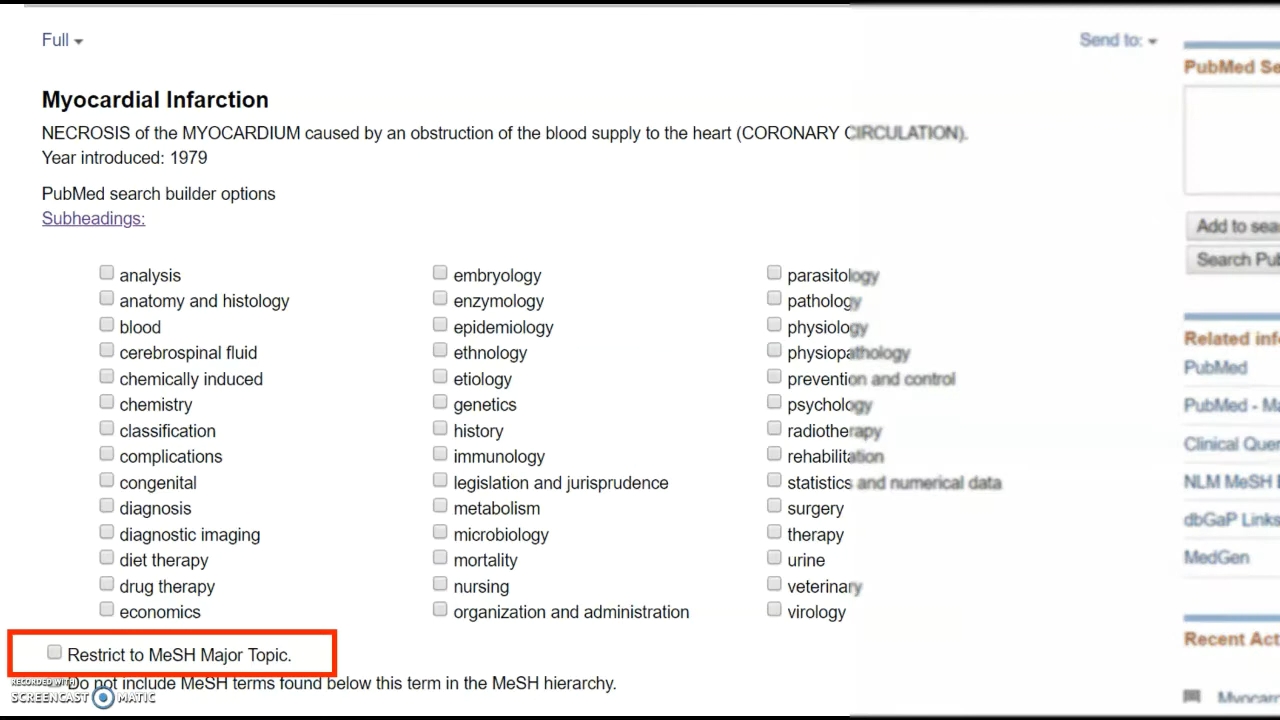 Full
Send to:
PubMed Se
Myocardial Infarction
NECROSIS of the MYOCARDIUM caused by an obstruction of the blood supply to the heart (CORONARY CIRCULATION).
Year introduced: 1979
PubMed search builder options
Subheadings:
Add to sea
Search Pub
analysis
anatomy and histology
blood
cerebrospinal fluid
chemically induced
chemistry
classification
complications
congenital
diagnosis
diagnostic imaging
diet therapy
drug therapy
economics
embryology
enzymology
epidemiology
ethnology
etiology
genetics
history
immunology
legislation and jurisprudence
metabolism
microbiology
mortality
nursing
organization and administration
parasitology
pathology
physiology
physiopathology
prevention and control
psychology
radiotherapy
rehabilitation
statistics and numerical data
surgery
therapy
urine
veterinary
virology
Related inf
PubMed
PubMed - Ma
Clinical Quer
NLM MeSH B
dbGaP Links
MedGen
Recent Act
Myocard
Restrict to MeSH Major Topic.
Do not include MeSH terms found below this term in the MeSH hierarchy.
RECORDED WITH
SCREENCAST MATIC